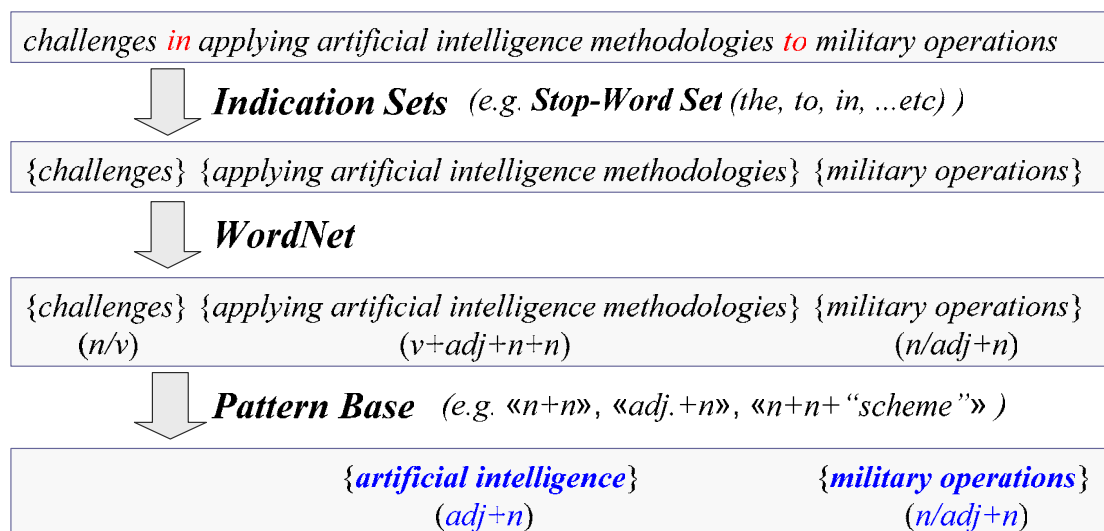 challenges in applying artificial intelligence methodologies to military operations
Indication Sets (e.g. Stop-Word Set (the, to, in, ...etc) )
{challenges} {applying artificial intelligence methodologies} {military operations}
WordNet
{challenges} {applying artificial intelligence methodologies} {military operations}
(n/v) (v+adj+n+n) (n/adj+n)
Pattern Base (e.g. «n+n», «adj.+n», «n+n+“scheme”» )
{artificial intelligence} {military operations}
(adj+n) (n/adj+n)